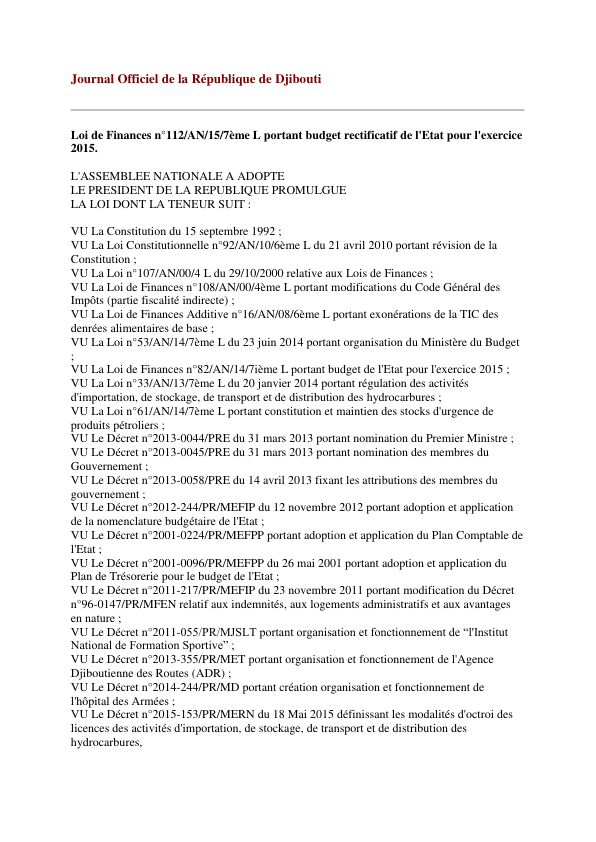 Journal Officiel de la République de Djibouti
Loi de Finances n°112/AN/15/7ème L portant budget rectificatif de l'Etat pour l'exercice
2015.
L'ASSEMBLEE NATIONALE A ADOPTE
LE PRESIDENT DE LA REPUBLIQUE PROMULGUE
LA LOI DONT LA TENEUR SUIT :
VU La Constitution du 15 septembre 1992 ;
VU La Loi Constitutionnelle n°92/AN/10/6ème L du 21 avril 2010 portant révision de la
Constitution ;
VU La Loi n°107/AN/00/4 L du 29/10/2000 relative aux Lois de Finances ;
VU La Loi de Finances n°108/AN/00/4ème L portant modifications du Code Général des
Impôts (partie fiscalité indirecte) ;
VU La Loi de Finances Additive n°16/AN/08/6ème L portant exonérations de la TIC des
denrées alimentaires de base ;
VU La Loi n°53/AN/14/7ème L du 23 juin 2014 portant organisation du Ministère du Budget
;
VU La Loi de Finances n°82/AN/14/7ième L portant budget de l'Etat pour l'exercice 2015 ;
VU La Loi n°33/AN/13/7ème L du 20 janvier 2014 portant régulation des activités
d'importation, de stockage, de transport et de distribution des hydrocarbures ;
VU La Loi n°61/AN/14/7ème L portant constitution et maintien des stocks d'urgence de
produits pétroliers ;
VU Le Décret n°2013-0044/PRE du 31 mars 2013 portant nomination du Premier Ministre ;
VU Le Décret n°2013-0045/PRE du 31 mars 2013 portant nomination des membres du
Gouvernement ;
VU Le Décret n°2013-0058/PRE du 14 avril 2013 fixant les attributions des membres du
gouvernement ;
VU Le Décret n°2012-244/PR/MEFIP du 12 novembre 2012 portant adoption et application
de la nomenclature budgétaire de l'Etat ;
VU Le Décret n°2001-0224/PR/MEFPP portant adoption et application du Plan Comptable de
l'Etat ;
VU Le Décret n°2001-0096/PR/MEFPP du 26 mai 2001 portant adoption et application du
Plan de Trésorerie pour le budget de l'Etat ;
VU Le Décret n°2011-217/PR/MEFIP du 23 novembre 2011 portant modification du Décret
n°96-0147/PR/MFEN relatif aux indemnités, aux logements administratifs et aux avantages
en nature ;
VU Le Décret n°2011-055/PR/MJSLT portant organisation et fonctionnement de “l'Institut
National de Formation Sportive” ;
VU Le Décret n°2013-355/PR/MET portant organisation et fonctionnement de l'Agence
Djiboutienne des Routes (ADR) ;
VU Le Décret n°2014-244/PR/MD portant création organisation et fonctionnement de
l'hôpital des Armées ;
VU Le Décret n°2015-153/PR/MERN du 18 Mai 2015 définissant les modalités d'octroi des
licences des activités d'importation, de stockage, de transport et de distribution des
hydrocarbures,